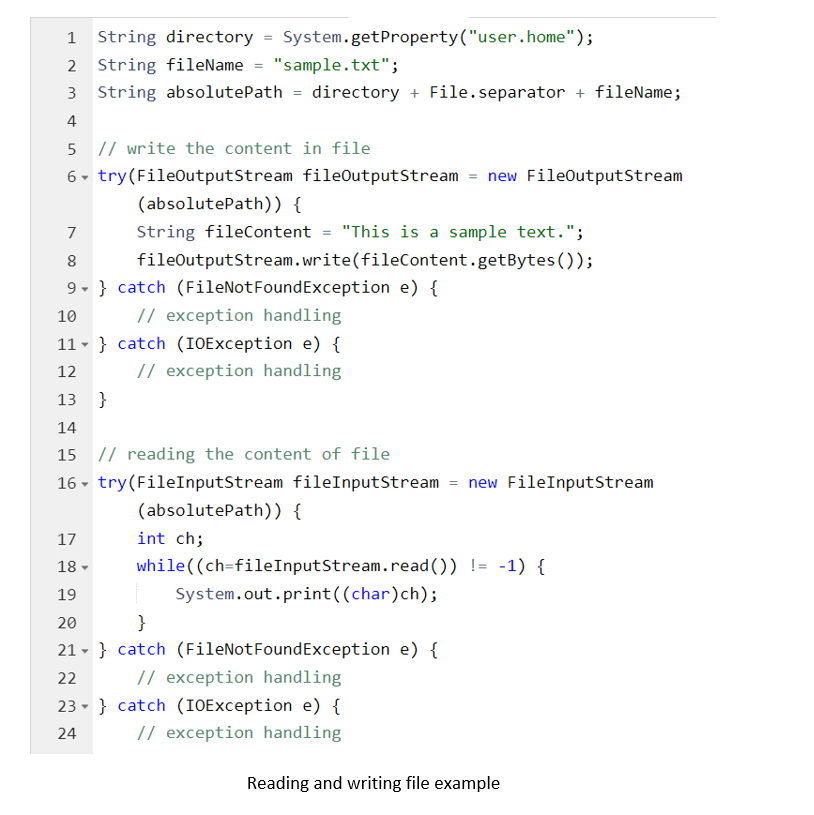 1 String directory = System.getProperty("user.home");
2 String fileName = "sample.txt";
3 String absolutePath = directory + File.separator + fileName;
4
5 // write the content in file
6 try(FileOutputStream fileOutputStream = new FileOutputStream
(absolutePath)) {
7 String fileContent = "This is a sample text.";
8 fileOutputStream.write(fileContent.getBytes());
9 } catch (FileNotFoundException e) {
10 // exception handling
11 } catch (IOException e) {
12 // exception handling
13 }
14
15 // reading the content of file
16 try(FileInputStream fileInputStream = new FileInputStream
(absolutePath)) {
17 int ch;
18 while((ch=fileInputStream.read()) != -1) {
19 System.out.print((char)ch);
20 }
21 } catch (FileNotFoundException e) {
22 // exception handling
23 } catch (IOException e) {
24 // exception handling
Reading and writing file example